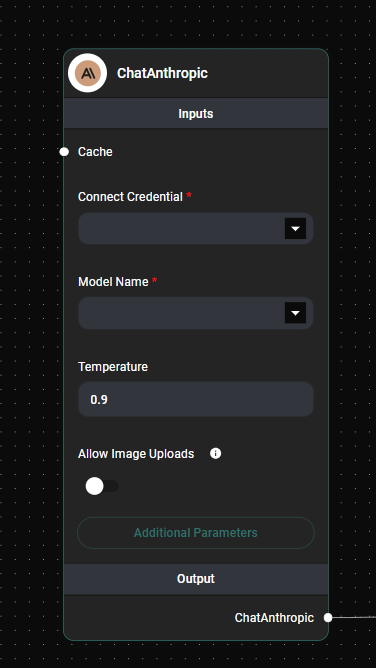 ChatAnthropic
Inputs
Cache
Connect Credential *
Model Name *
Temperature
0.9
Allow Image Uploads
Additional Parameters
Output
ChatAnthropic